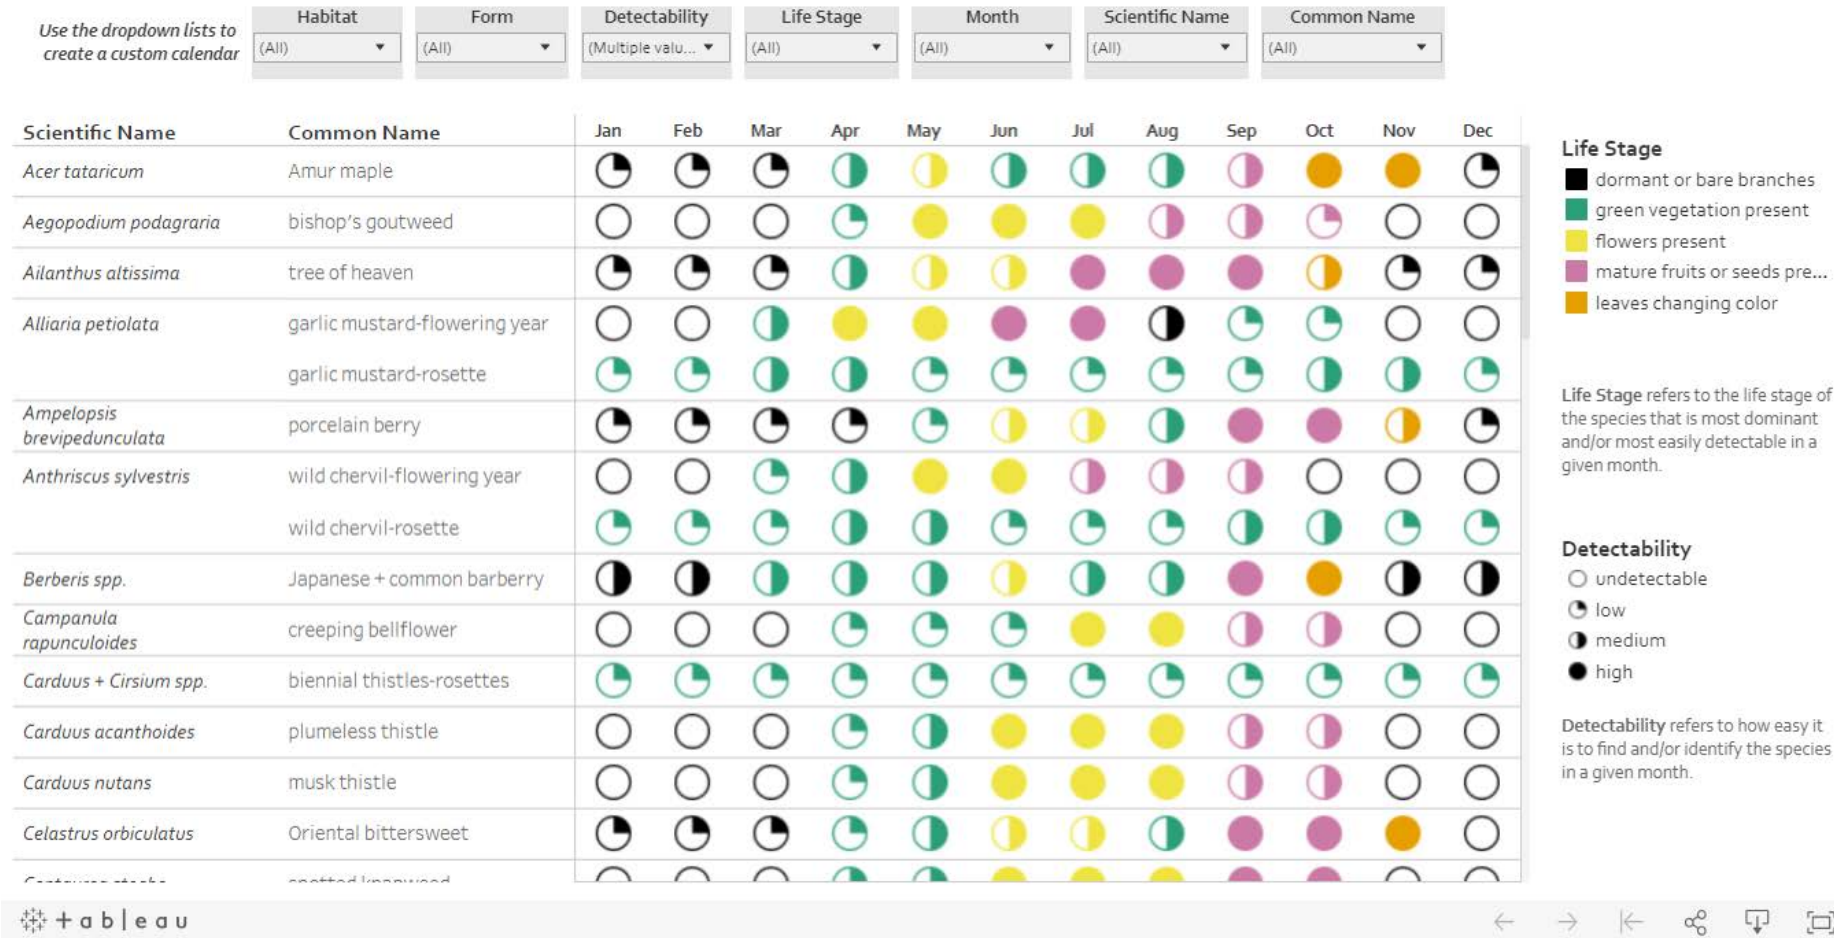 Use the dropdown lists to
create a custom calendar
Habitat Form Detectability Life Stage Month Scientific Name Common Name
(All) (All) (Multiple valu... (All) (All) (All) (All)
Scientific Name Common Name Jan Feb Mar Apr May Jun Jul Aug Sep Oct Nov Dec
Acer tataricum Amur maple
Aegopodium podagraria bishop's goutweed
Ailanthus altissima tree of heaven
Alliaria petiolata garlic mustard-flowering year
garlic mustard-rosette
Ampelopsis
brevipedunculata porcelain berry
Anthriscus sylvestris wild chervil-flowering year
wild chervil-rosette
Berberis spp. Japanese + common barberry
Campanula
rapunculoides creeping bellflower
Carduus + Cirsium spp. biennial thistles-rosettes
Carduus acanthoides plumeless thistle
Carduus nutans musk thistle
Celastrus orbiculatus Oriental bittersweet
Life Stage
dormant or bare branches
green vegetation present
flowers present
mature fruits or seeds pre...
leaves changing color
Life Stage refers to the life stage of
the species that is most dominant
and/or most easily detectable in a
given month.
Detectability
undetectable
low
medium
high
Detectability refers to how easy it
is to find and/or identify the species
in a given month.
+ableau